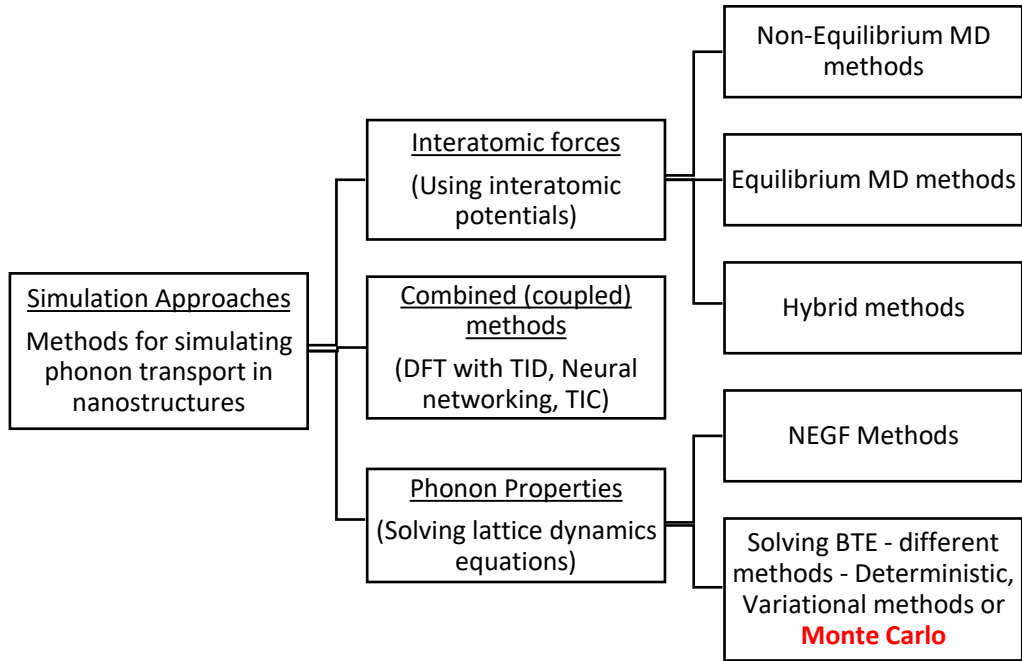 Simulation Approaches
Methods for simulating
phonon transport in
nanostructures
Interatomic forces
(Using interatomic
potentials)
Combined (coupled)
methods
(DFT with TID, Neural
networking, TIC)
Phonon Properties
(Solving lattice dynamics
equations)
Non-Equilibrium MD
methods
Equilibrium MD methods
Hybrid methods
NEGF Methods
Solving BTE - different
methods - Deterministic,
Variational methods or
Monte Carlo